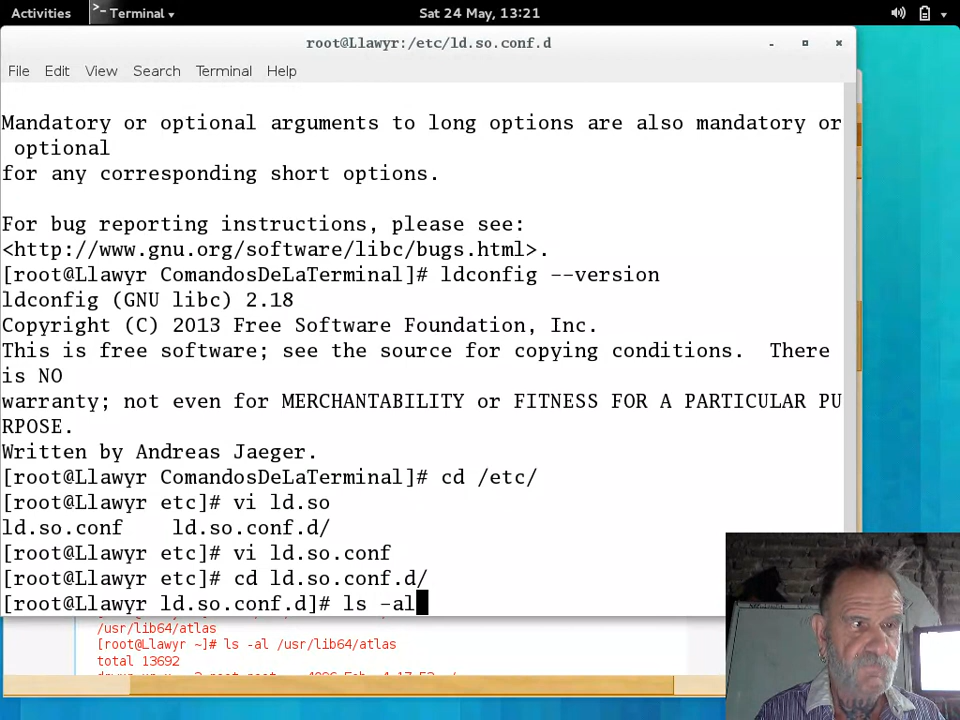 Activities >_ Terminal Sat 24 May, 13:21
root@Llawyr:/etc/ld.so.conf.d
File Edit View Search Terminal Help
Mandatory or optional arguments to long options are also mandatory or
 optional
for any corresponding short options.
For bug reporting instructions, please see:
<http://www.gnu.org/software/libc/bugs.html>.
[root@Llawyr ComandosDeLaTerminal]# ldconfig --version
ldconfig (GNU libc) 2.18
Copyright (C) 2013 Free Software Foundation, Inc.
This is free software; see the source for copying conditions.  There
is NO
warranty; not even for MERCHANTABILITY or FITNESS FOR A PARTICULAR PU
RPOSE.
Written by Andreas Jaeger.
[root@Llawyr ComandosDeLaTerminal]# cd /etc/
[root@Llawyr etc]# vi ld.so
ld.so.conf    ld.so.conf.d/
[root@Llawyr etc]# vi ld.so.conf
[root@Llawyr etc]# cd ld.so.conf.d/
[root@Llawyr ld.so.conf.d]# ls -al
/usr/lib64/atlas
[root@Llawyr ~]# ls -al /usr/lib64/atlas
total 13692